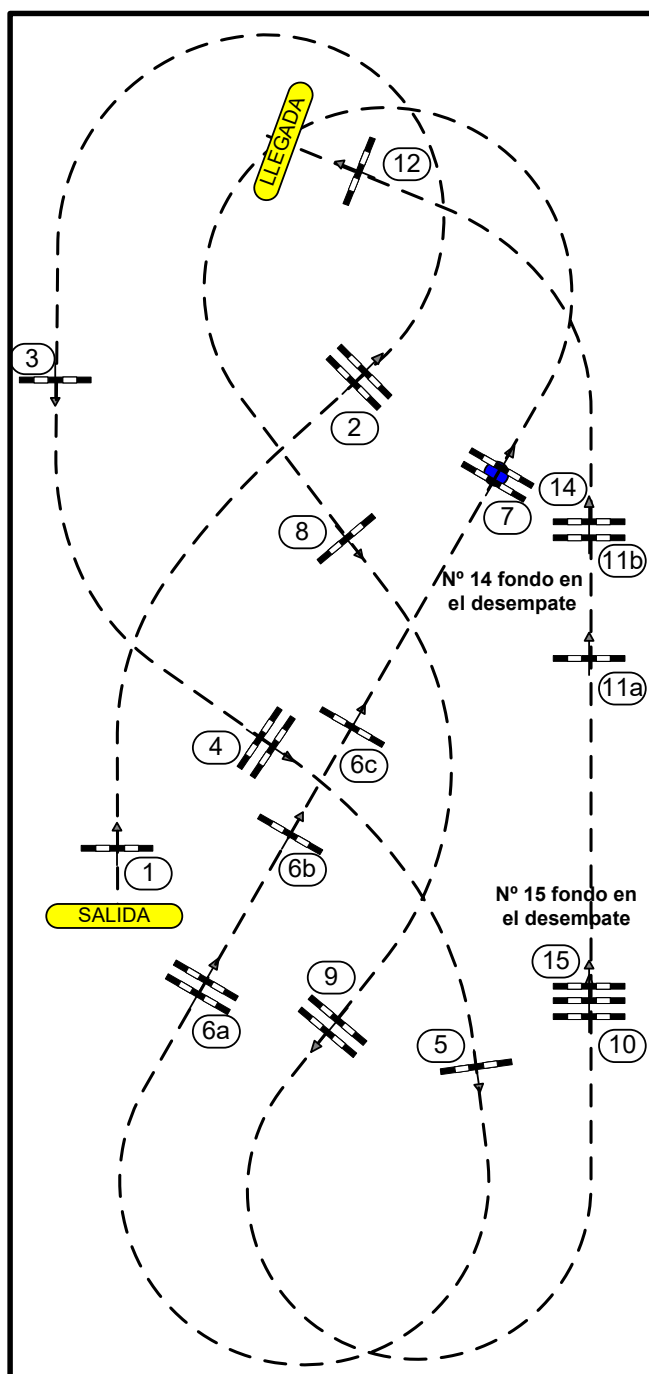 LLEGADA
12
3
2
14
7
8
11b
Nº 14 fondo en
el desempate
11a
4
6c
6b
1
SALIDA
Nº 15 fondo en
el desembate
15
9
6a
5
10